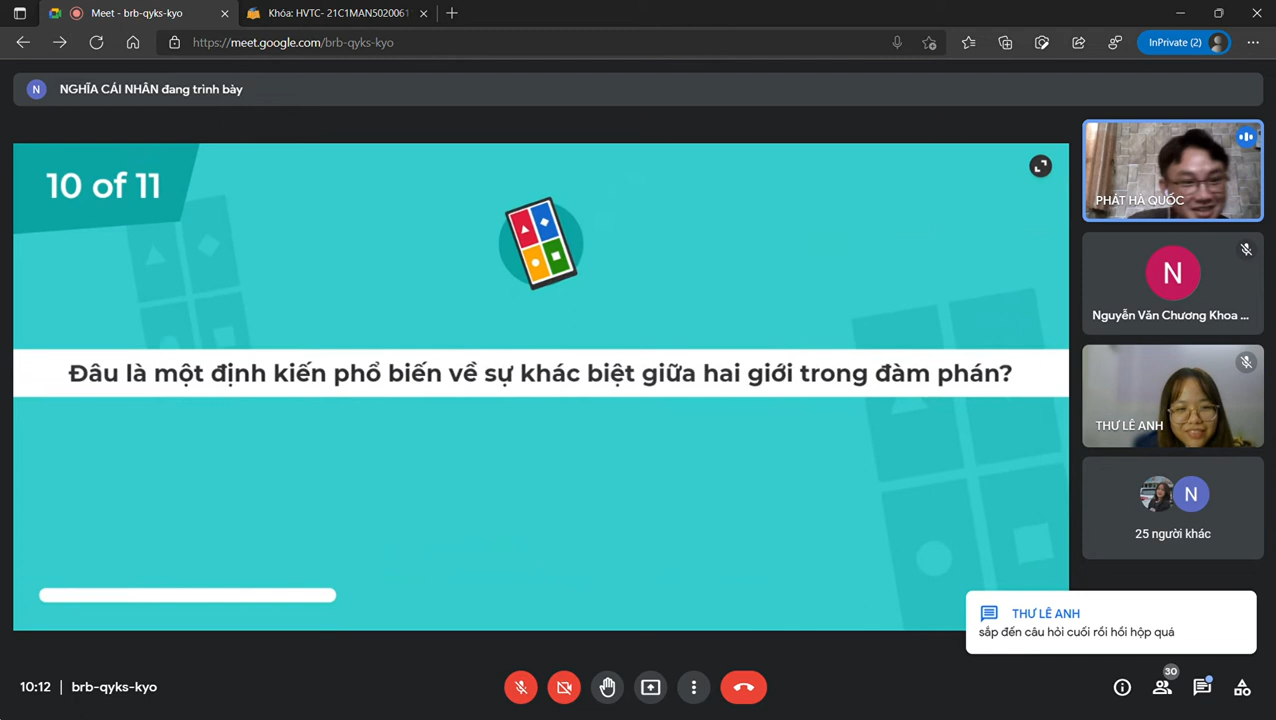 Meet - brb-qyks-kyo
Khóa: HVTC- 21C1MAN5020061
https://meet.google.com/brb-qyks-kyo
InPrivate (2)
N
NGHĨA CÁI NHÂN đang trình bày
10 of 11
Đâu là một định kiến phổ biến về sự khác biệt giữa hai giới trong đàm phán?
PHÁT HÀ QUỐC
N
Nguyễn Văn Chương Khoa ...
THƯ LÊ ANH
N
25 người khác
THƯ LÊ ANH
sắp đến câu hỏi cuối rồi hồi hộp quá
10:12 | brb-qyks-kyo
30